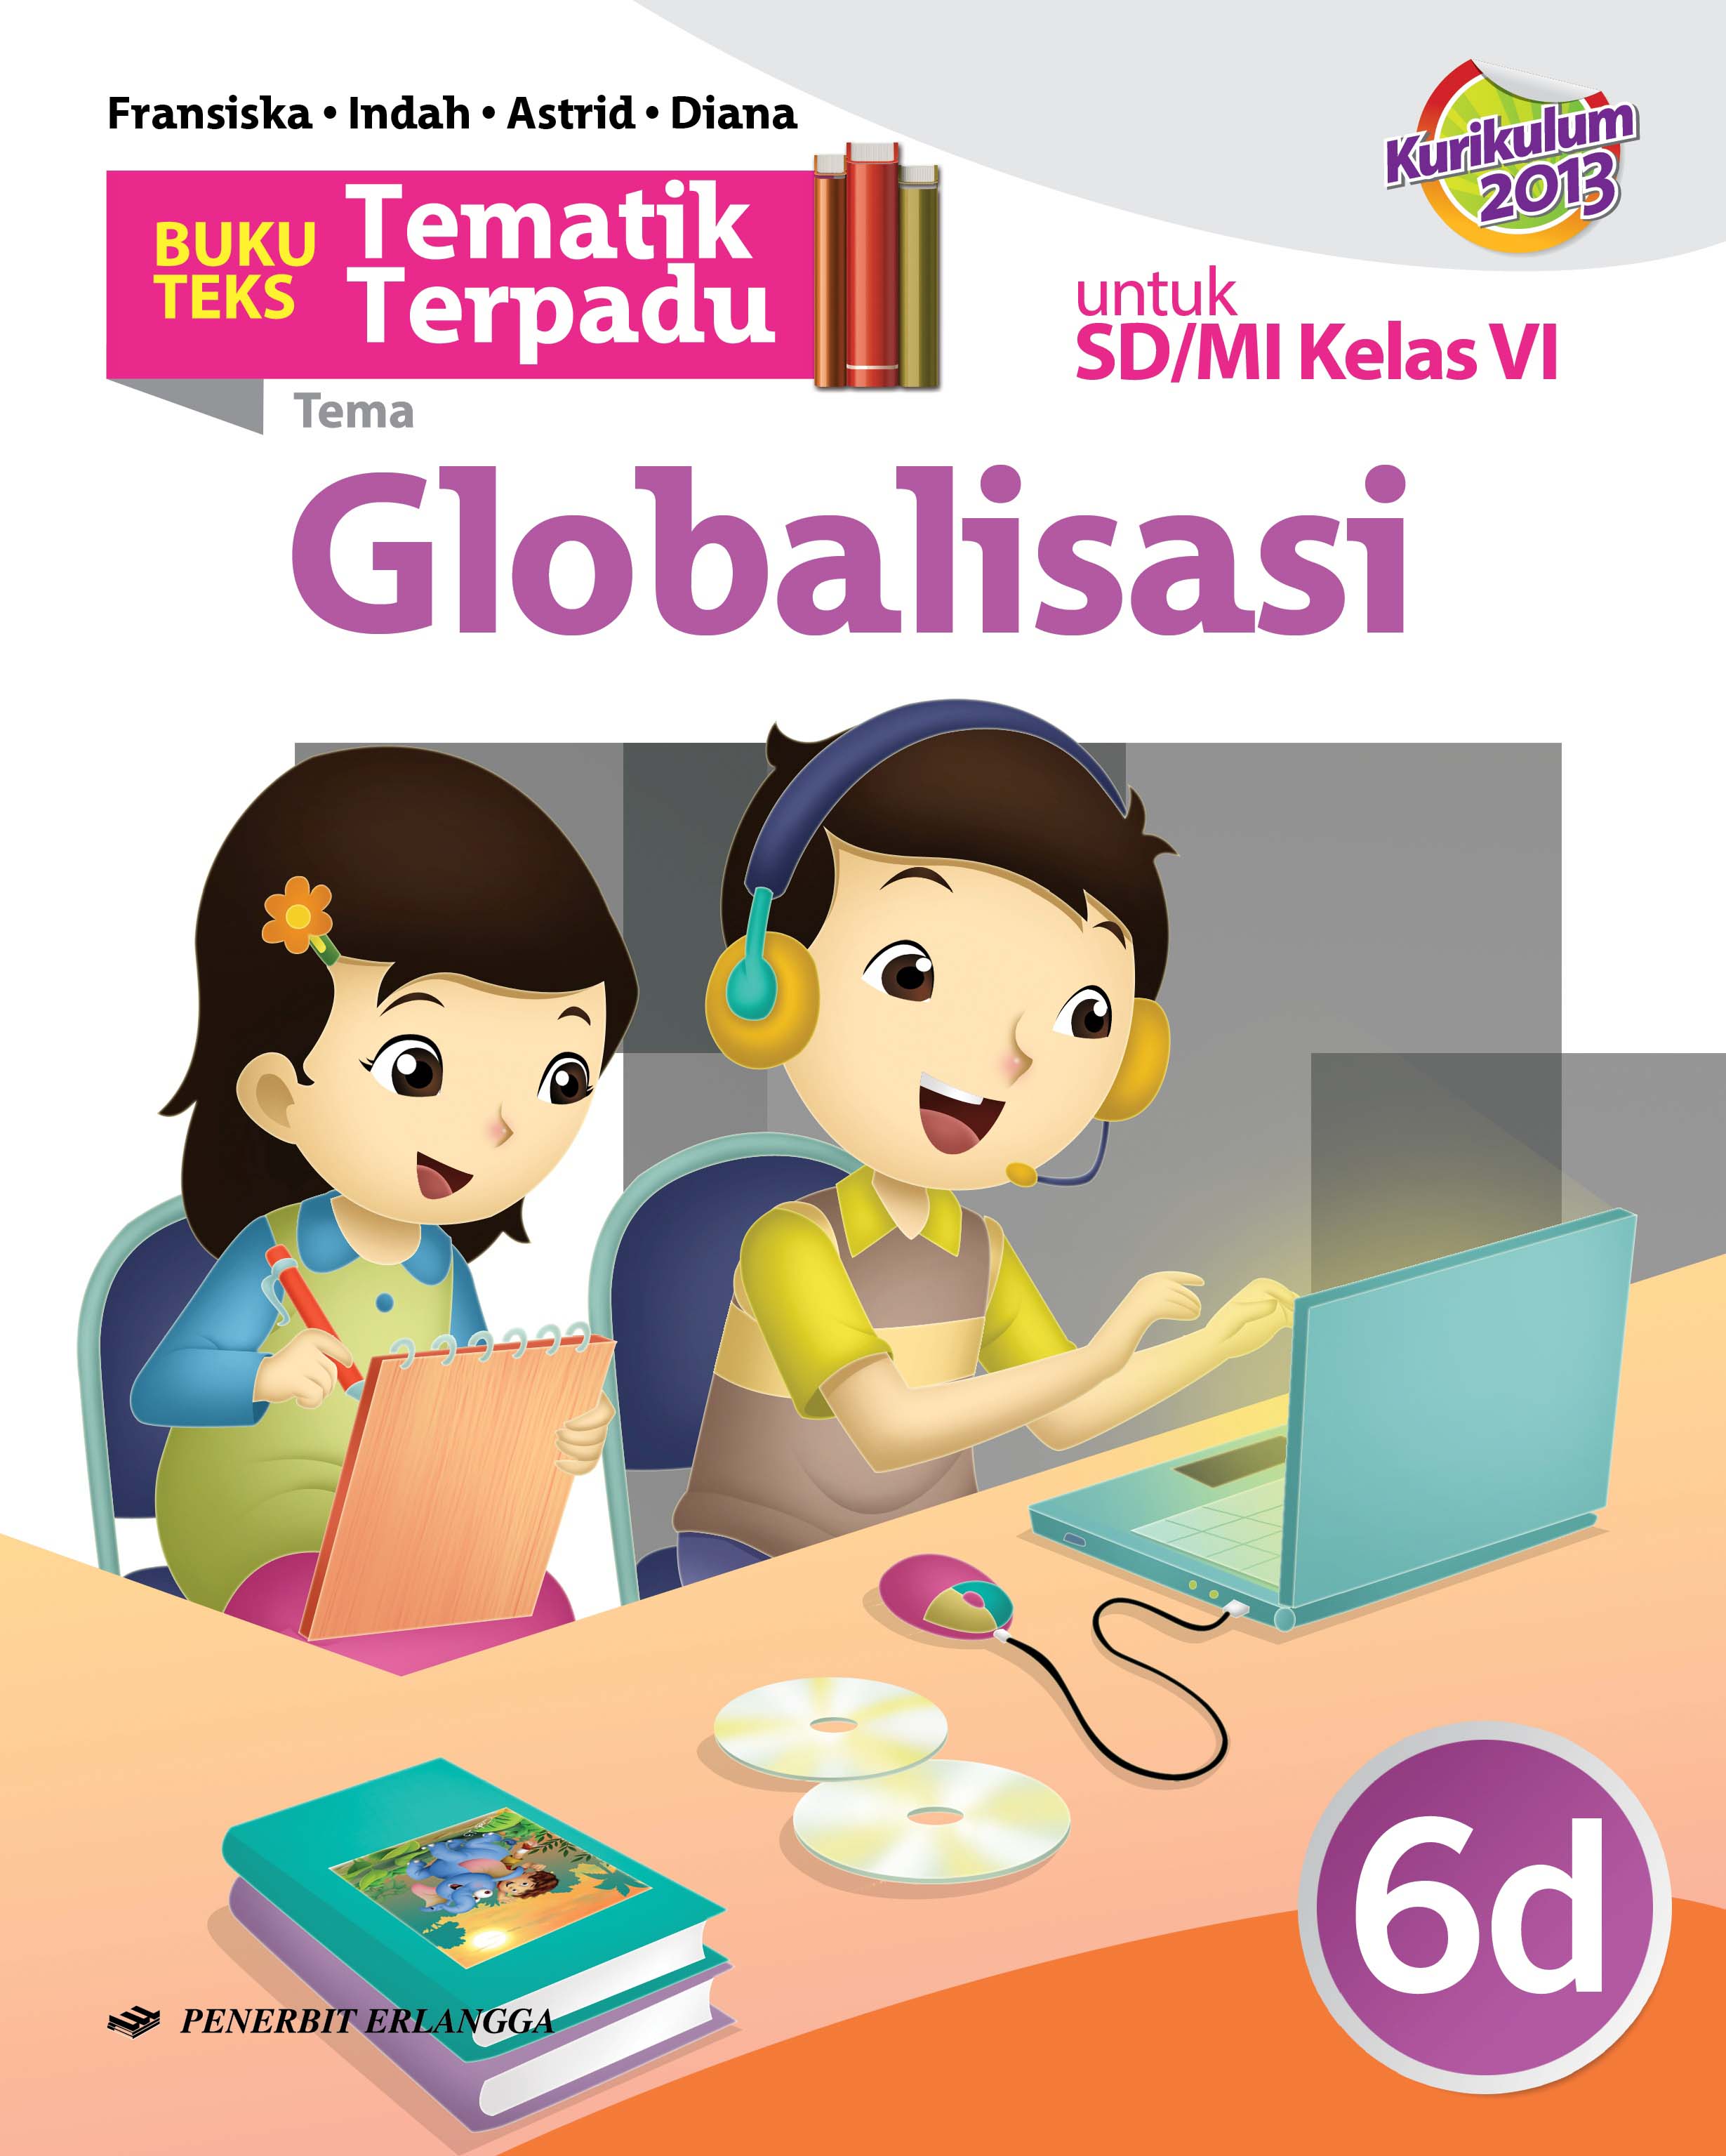 Fransiska • Indah • Astrid • Diana
Kurikulum
2013
BUKU
TEKS
Tematik
Terpadu
untuk
SD/MI Kelas VI
Tema
Globalisasi
6d
PENERBIT ERLANGGA